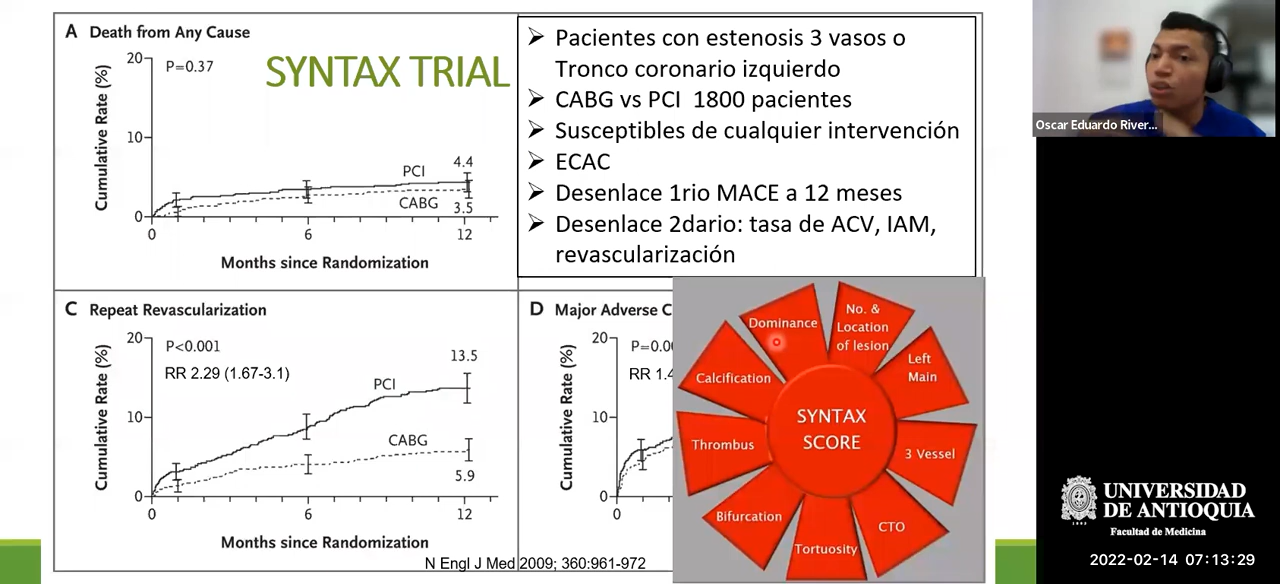 A Death from Any Cause
SYNTAX TRIAL
20
P=0.37
10
0
Cumulative Rate (%)
PCI
4.4
CABG
3.5
0 6 12
Months since Randomization
➢ Pacientes con estenosis 3 vasos o
Tronco coronario izquierdo
➢ CABG vs PCI 1800 pacientes
➢ Susceptibles de cualquier intervención
➢ ECAC
➢ Desenlace 1rio MACE a 12 meses
➢ Desenlace 2dario: tasa de ACV, IAM,
revascularización
C Repeat Revascularization
20
P<0.001
RR 2.29 (1.67-3.1)
10
0
Cumulative Rate (%)
PCI
13.5
CABG
5.9
0 6 12
Months since Randomization
D Major Adverse C
20
P=0.00
RR 1.4
10
0
Cumulative Rate (%)
0
Dominance
No. &
Location
of lesion
Left
Main
3 Vessel
CTO
Tortuosity
Bifurcation
Thrombus
Calcification
SYNTAX
SCORE
N Engl J Med 2009; 360:961-972
Oscar Eduardo River...
UNIVERSIDAD
DE ANTIOQUIA
1803
Facultad de Medicina
2022-02-14 07:13:29